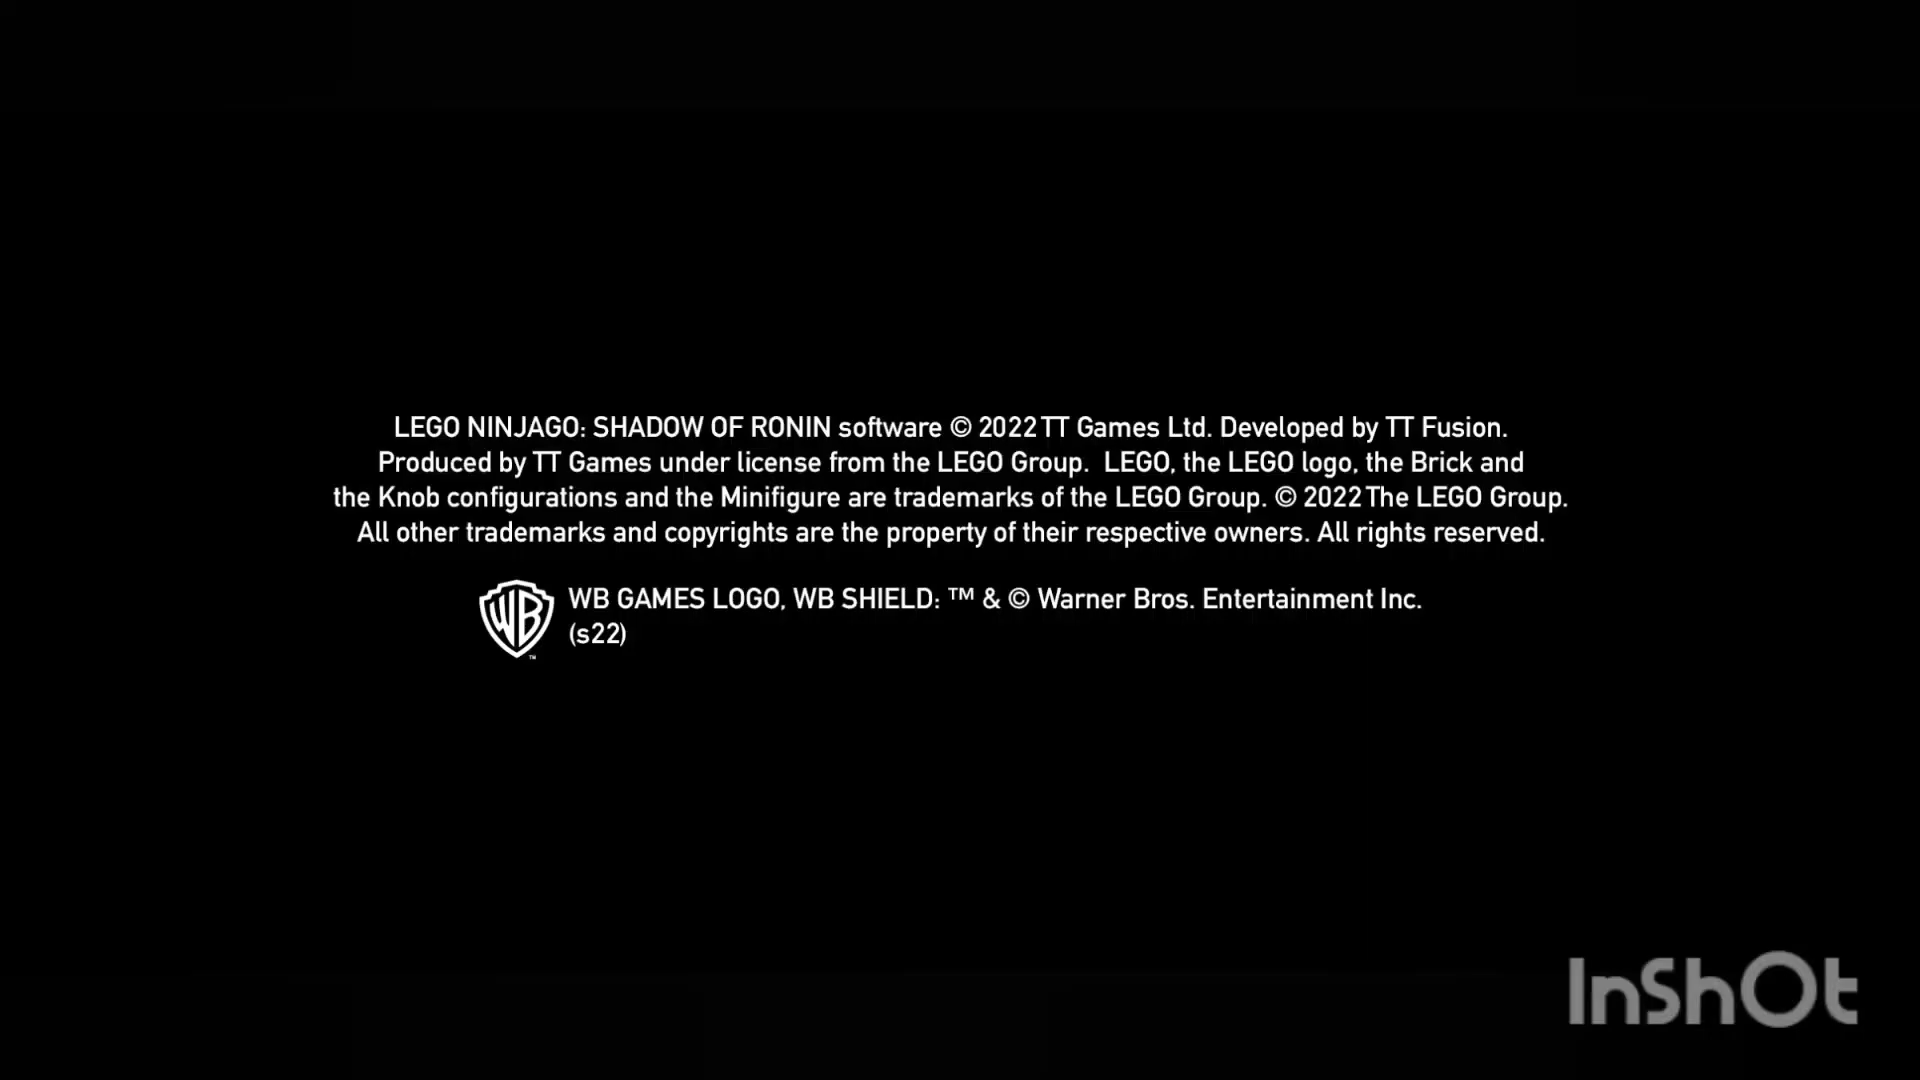 LEGO NINJAGO: SHADOW OF RONIN software © 2022 TT Games Ltd. Developed by TT Fusion.
Produced by TT Games under license from the LEGO Group. LEGO, the LEGO logo, the Brick and
the Knob configurations and the Minifigure are trademarks of the LEGO Group. © 2022 The LEGO Group.
All other trademarks and copyrights are the property of their respective owners. All rights reserved.
WB GAMES LOGO, WB SHIELD: ™ & © Warner Bros. Entertainment Inc.
(s22)
WB™
InShOt